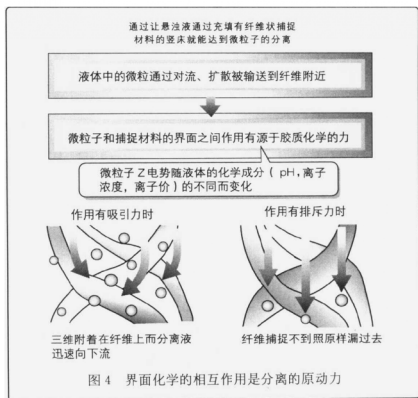 通过让悬浊液通过充填有纤维状捕捉
材料的竖床就能达到微粒子的分离
液体中的微粒通过对流、扩散被输送到纤维附近
微粒子和捕捉材料的界面之间作用有源于胶质化学的力
微粒子 Z 电势随液体的化学成分 ( pH,离子
浓度，离子价) 的不同而变化
作用有吸引力时
作用有排斥力时
三维附着在纤维上而分离液
迅速向下流
纤维捕捉不到照原样漏过去
图 4 界面化学的相互作用是分离的原动力